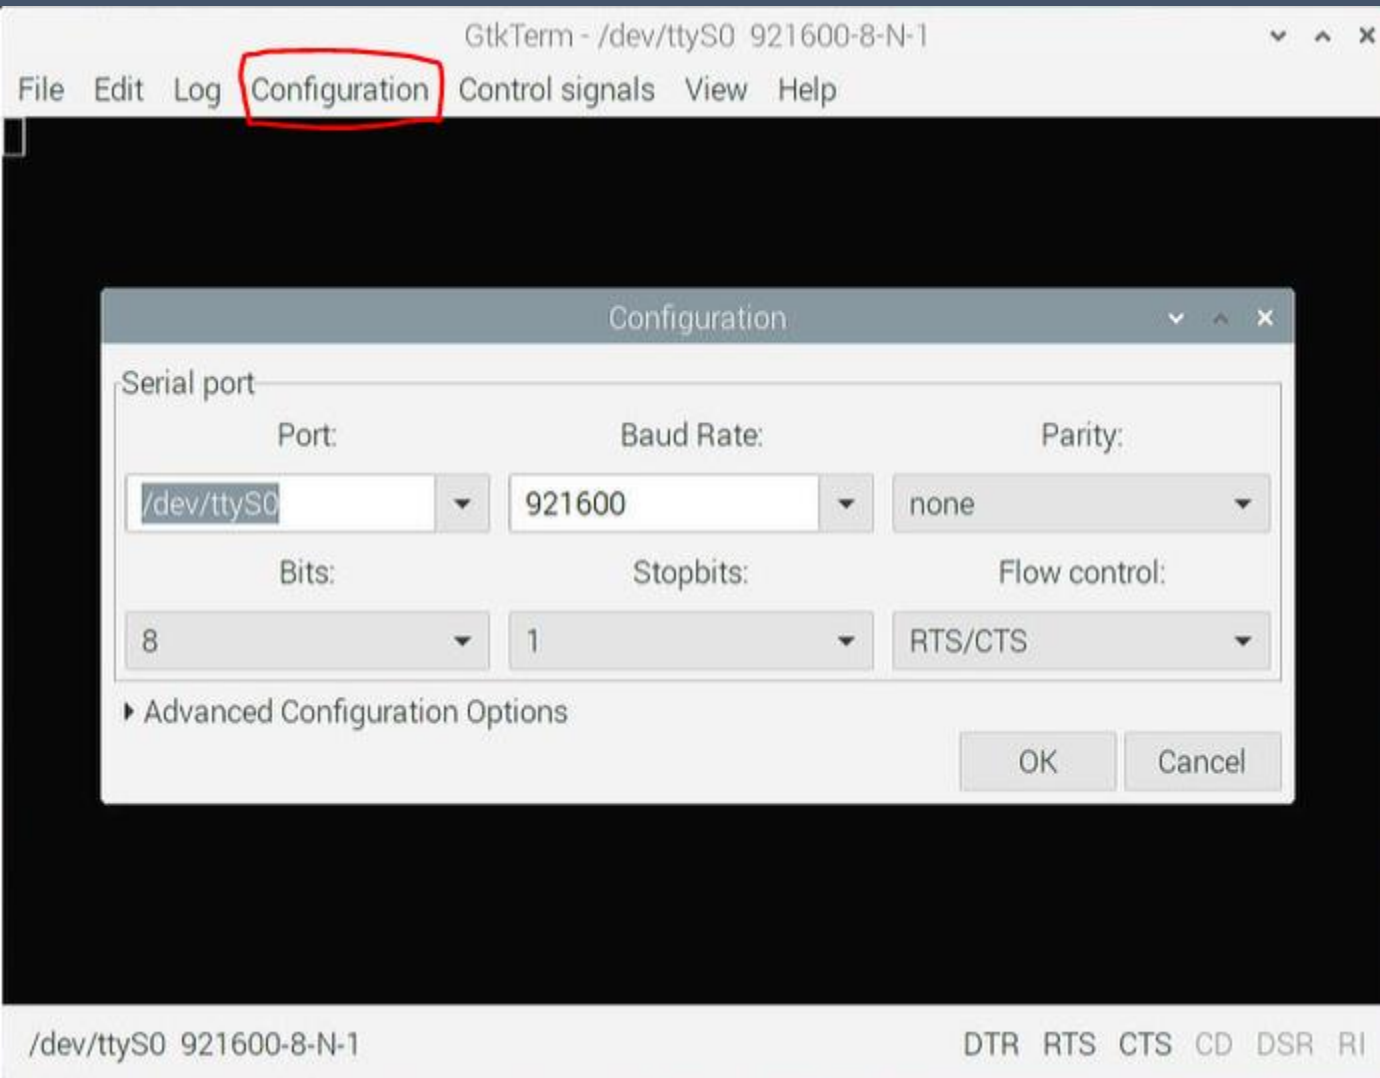 GtkTerm - /dev/ttyS0 921600-8-N-1
File Edit Log Configuration Control signals View Help
Configuration
Serial port
Port: Baud Rate: Parity:
/dev/ttyS0 921600 none
Bits: Stopbits: Flow control:
8 1 RTS/CTS
Advanced Configuration Options
OK Cancel
/dev/ttyS0 921600-8-N-1 DTR RTS CTS CD DSR RI